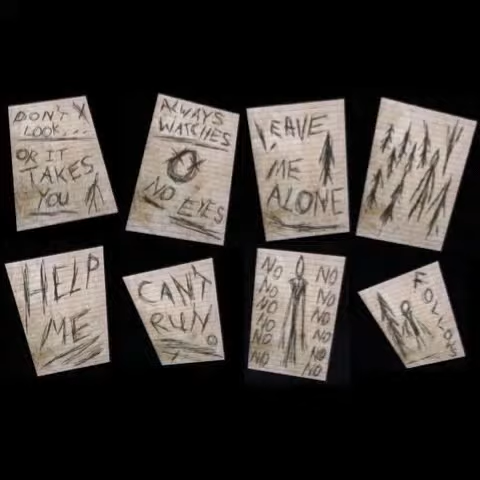 DON'T
LOOK...
OR IT
TAKES
YOU
ALWAYS
WATCHES
NO EYES
LEAVE
ME
ALONE
HELP
ME
CAN'T
RUN
NO NO
NO NO
NO NO
NO NO
NO NO
NO NO
FOLLOWS